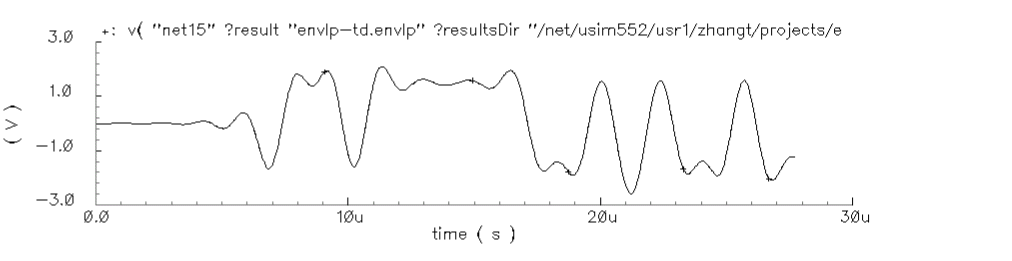 +: v( "net15" ?result "envlp-td.envlp" ?resultsDir "/net/usim552/usr1/zhangt/projects/e
3.0
1.0
(V)
-1.0
-3.0
0.0 10u 20u 30u
time ( s )